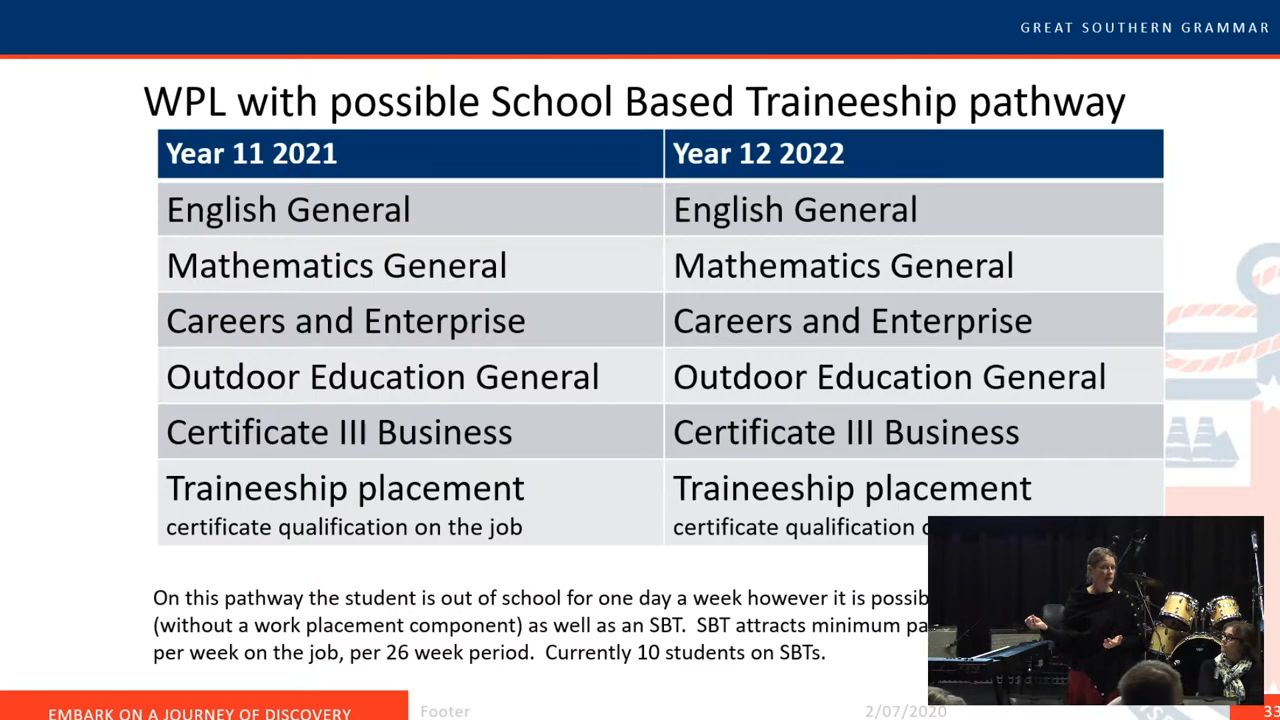 GREAT SOUTHERN GRAMMAR
WPL with possible School Based Traineeship pathway
Year 11 2021
Year 12 2022
English General
English General
Mathematics General
Mathematics General
Careers and Enterprise
Careers and Enterprise
Outdoor Education General
Outdoor Education General
Certificate III Business
Certificate III Business
Traineeship placement
certificate qualification on the job
Traineeship placement
certificate qualification
On this pathway the student is out of school for one day a week however it is
(without a work placement component) as well as an SBT. SBT attracts minimum
per week on the job, per 26 week period. Currently 10 students on SBTs.
EMBARK ON A JOURNEY OF DISCOVERY
Footer
2/07/2020
33